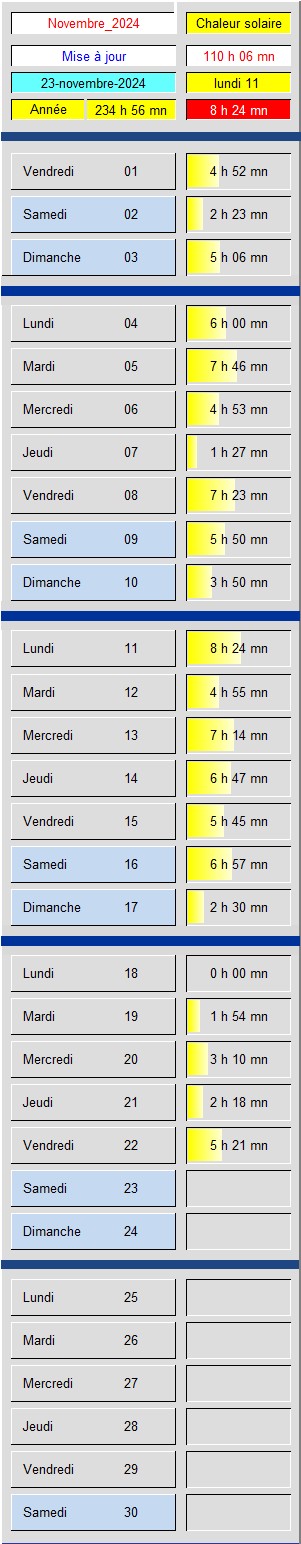 Novembre_2024 Chaleur solaire
Mise à jour 110 h 06 mn
23-novembre-2024 lundi 11
Année 234 h 56 mn 8 h 24 mn
Vendredi 01 4 h 52 mn
Samedi 02 2 h 23 mn
Dimanche 03 5 h 06 mn
Lundi 04 6 h 00 mn
Mardi 05 7 h 46 mn
Mercredi 06 4 h 53 mn
Jeudi 07 1 h 27 mn
Vendredi 08 7 h 23 mn
Samedi 09 5 h 50 mn
Dimanche 10 3 h 50 mn
Lundi 11 8 h 24 mn
Mardi 12 4 h 55 mn
Mercredi 13 7 h 14 mn
Jeudi 14 6 h 47 mn
Vendredi 15 5 h 45 mn
Samedi 16 6 h 57 mn
Dimanche 17 2 h 30 mn
Lundi 18 0 h 00 mn
Mardi 19 1 h 54 mn
Mercredi 20 3 h 10 mn
Jeudi 21 2 h 18 mn
Vendredi 22 5 h 21 mn
Samedi 23
Dimanche 24
Lundi 25
Mardi 26
Mercredi 27
Jeudi 28
Vendredi 29
Samedi 30